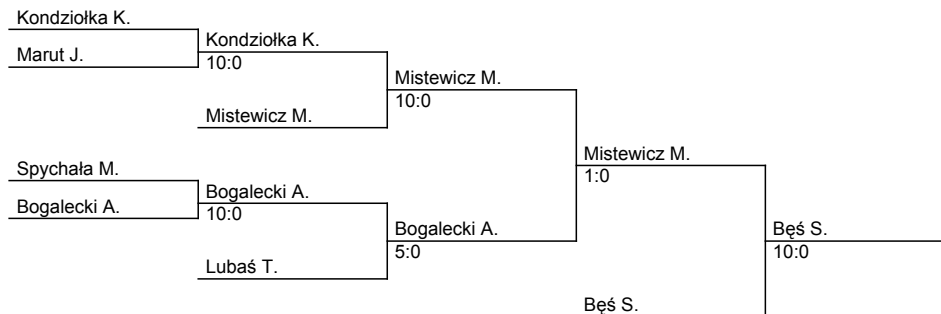 Kondziołka K.
Marut J.
Kondziołka K.
10:0
Mistewicz M.
Mistewicz M.
10:0
Spychała M.
Bogalecki A.
Bogalecki A.
10:0
Lubaś T.
Bogalecki A.
5:0
Mistewicz M.
1:0
Bęś S.
Bęś S.
10:0